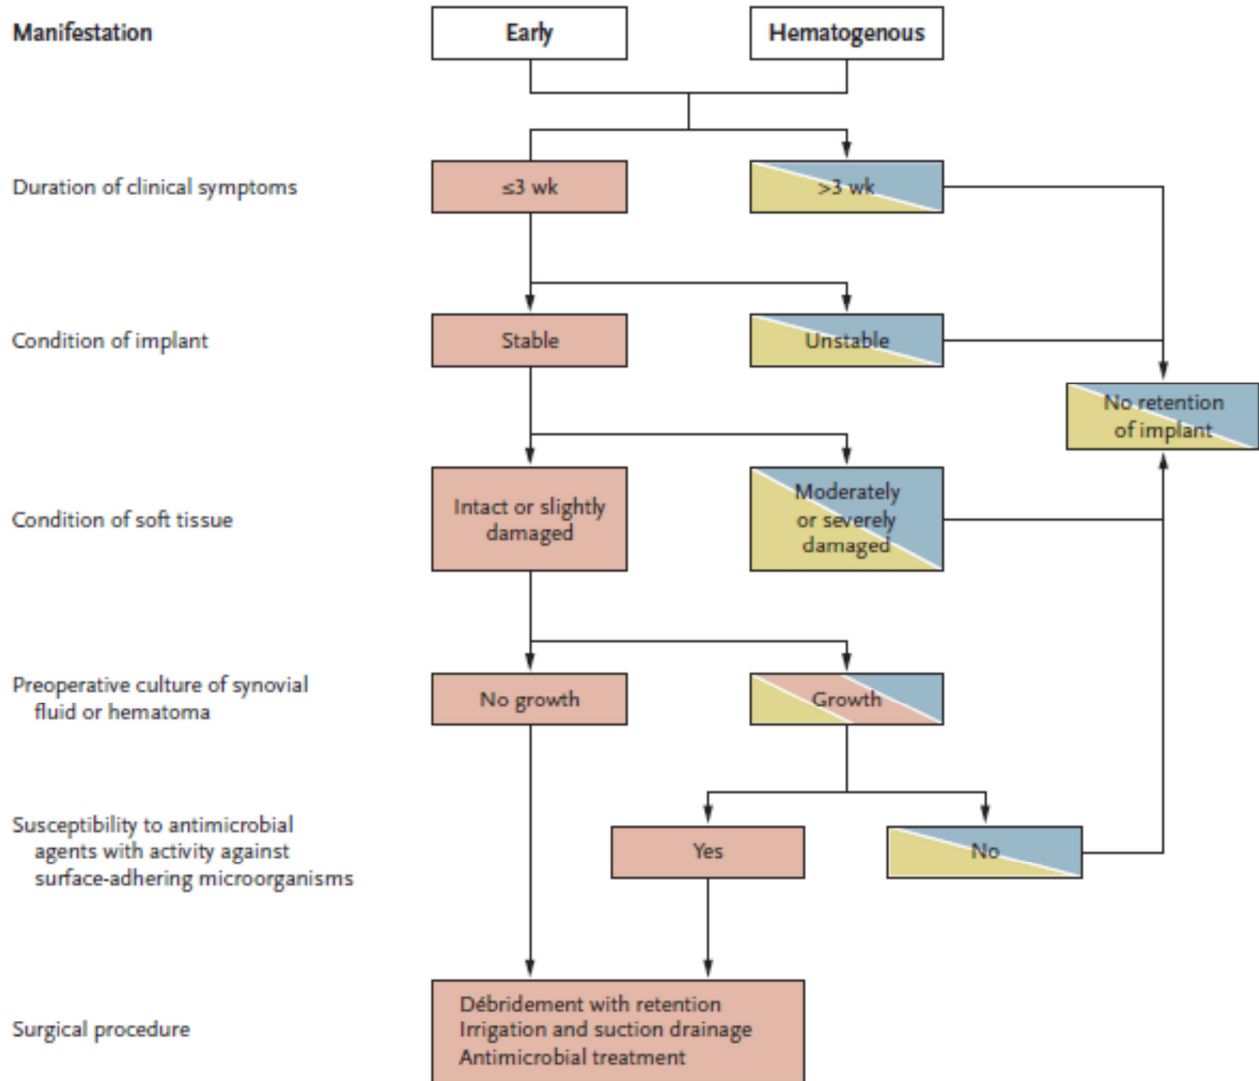 Manifestation
Early
Hematogenous
Duration of clinical symptoms
≤3 wk
>3 wk
Condition of implant
Stable
Unstable
No retention
of implant
Condition of soft tissue
Intact or slightly
damaged
Moderately
or severely
damaged
Preoperative culture of synovial
fluid or hematoma
No growth
Growth
Susceptibility to antimicrobial
agents with activity against
surface-adhering microorganisms
Yes
No
Surgical procedure
Débridement with retention
Irrigation and suction drainage
Antimicrobial treatment